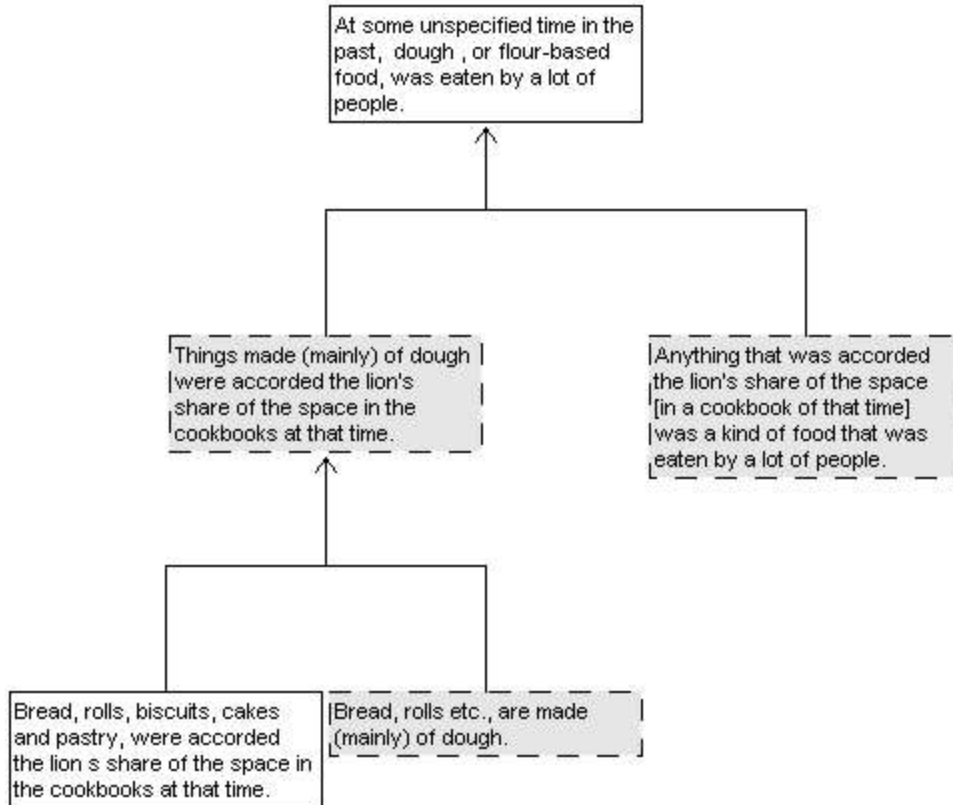 At some unspecified time in the
past, dough , or flour-based
food, was eaten by a lot of
people.
Things made (mainly) of dough
were accorded the lion's
share of the space in the
cookbooks at that time.
Anything that was accorded
the lion's share of the space
[in a cookbook of that time]
was a kind of food that was
eaten by a lot of people.
Bread, rolls, biscuits, cakes
and pastry, were accorded
the lion s share of the space in
the cookbooks at that time.
Bread, rolls etc., are made
(mainly) of dough.